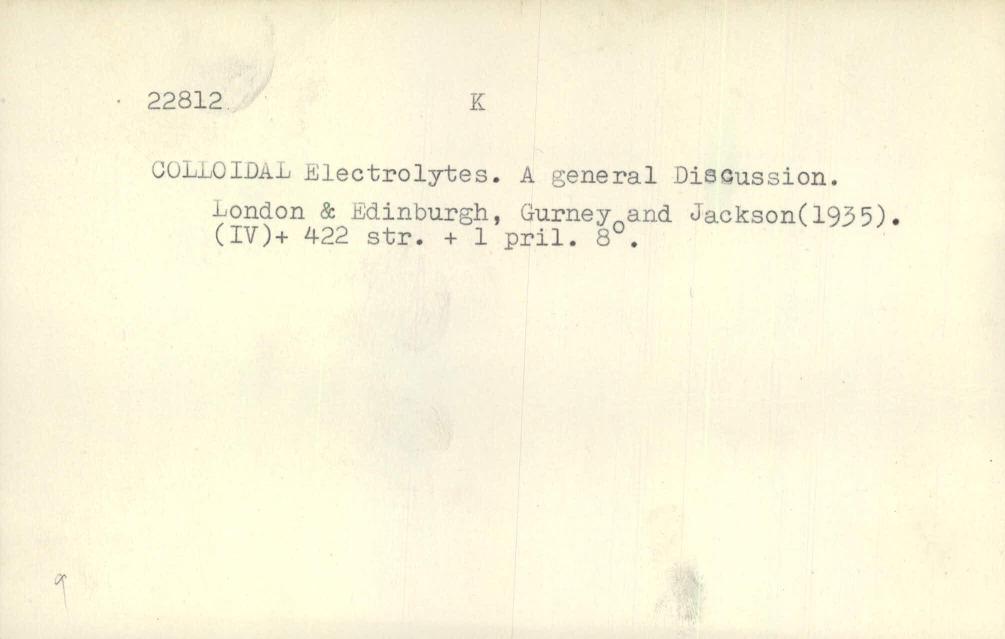 22812 K
COLLOIDAL Electrolytes. A general Discussion.
London & Edinburgh, Gurney and Jackson(1935).
(IV)+ 422 str. + 1 pril. 8°.